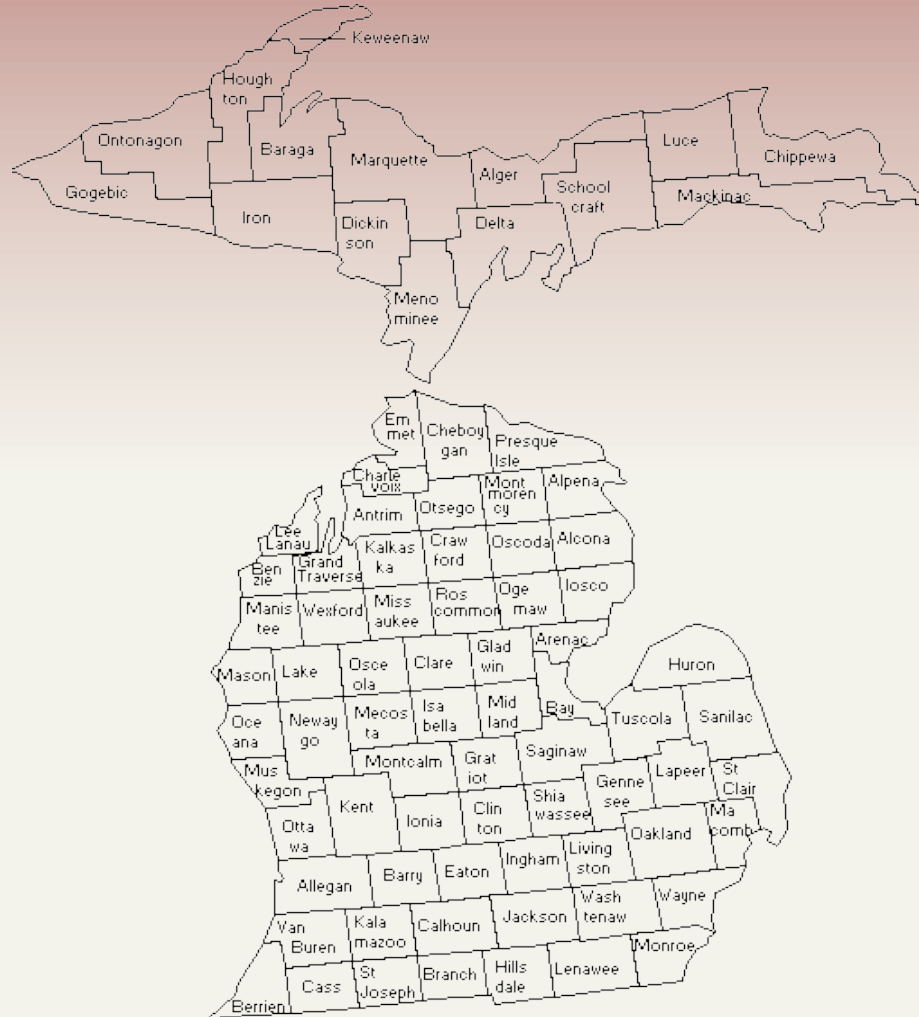 Keweenaw
Hough
ton
Ontonagon
Baraga
Marquette
Luce
Chippewa
Gogebic
Iron
Alger
School
craft
Mackinac
Dickin
son
Delta
Meno
minee
Em
met
Cheboy
gan
Presque
Isle
Charle
voix
Antrim
Otsego
Mont
moren
cy
Alpena
Lee
Lanau
Grand
Traverse
Kalkas
ka
Craw
ford
Oscoda
Alcona
Ben
zie
Manis
tee
Wexford
Miss
aukee
Ros
common
Oge
maw
Iosco
Mason
Lake
Osce
ola
Clare
Glad
win
Arenac
Huron
Oce
ana
Neway
go
Mecos
ta
Isa
bella
Mid
land
Bay
Tuscola
Sanilac
Mus
kegon
Montcalm
Grat
iot
Saginaw
Kent
Ionia
Clin
ton
Shia
wassee
Genne
see
Lapeer
St
Clair
Otta
wa
Oakland
Ma
comb
Allegan
Barry
Eaton
Ingham
Living
ston
Van
Buren
Kala
mazoo
Calhoun
Jackson
Wash
tenaw
Wayne
Berrien
Cass
St
Joseph
Branch
Hills
dale
Lenawee
Monroe